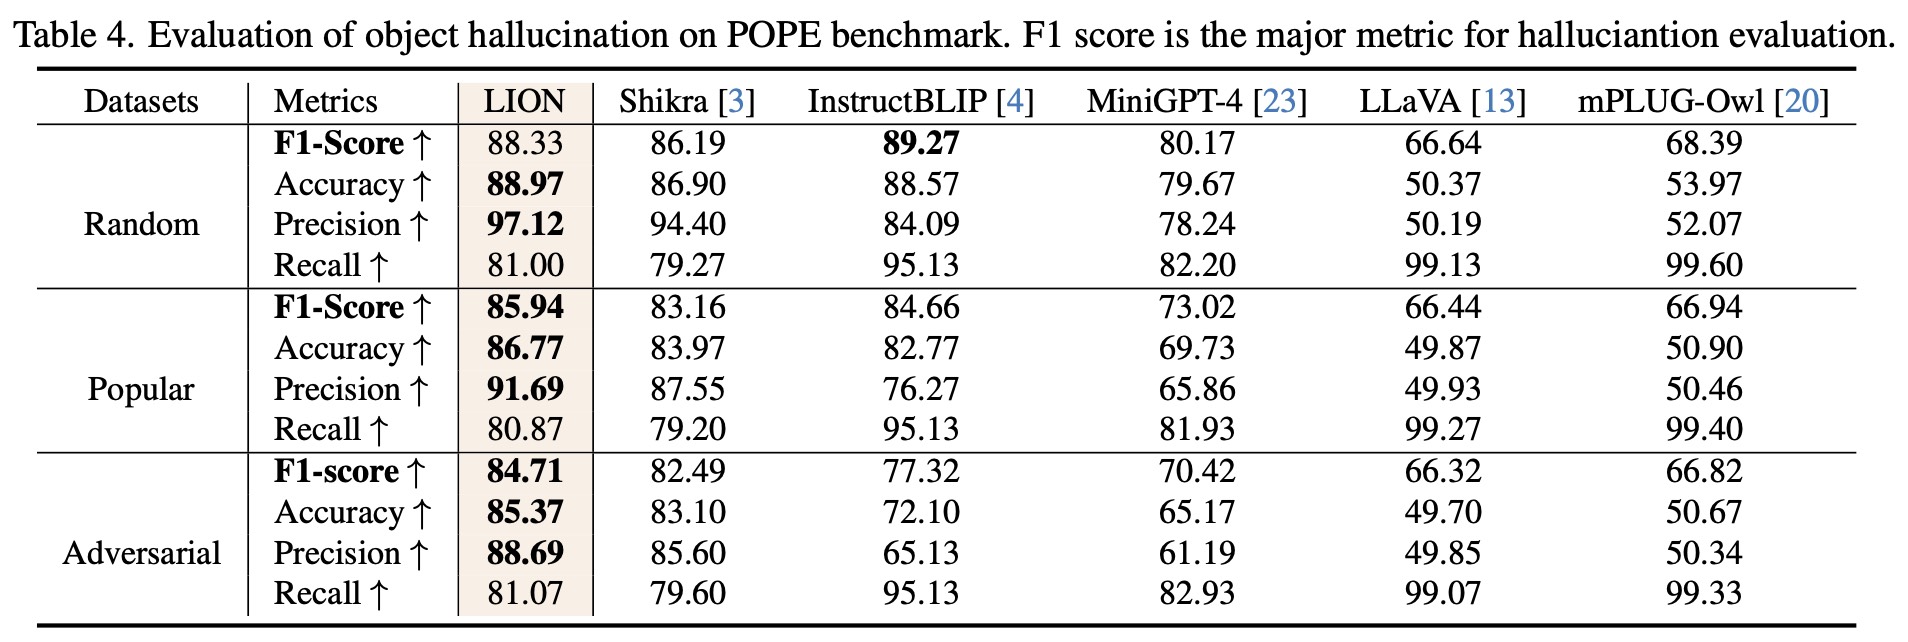 Table 4. Evaluation of object hallucination on POPE benchmark. F1 score is the major metric for halluciantion evaluation.
Datasets Metrics LION Shikra [3] InstructBLIP [4] MiniGPT-4 [23] LLaVA [13] mPLUG-Owl [20]
F1-Score ↑ 88.33 86.19 89.27 80.17 66.64 68.39
Accuracy ↑ 88.97 86.90 88.57 79.67 50.37 53.97
Random Precision ↑ 97.12 94.40 84.09 78.24 50.19 52.07
Recall ↑ 81.00 79.27 95.13 82.20 99.13 99.60
F1-Score ↑ 85.94 83.16 84.66 73.02 66.44 66.94
Accuracy ↑ 86.77 83.97 82.77 69.73 49.87 50.90
Popular Precision ↑ 91.69 87.55 76.27 65.86 49.93 50.46
Recall ↑ 80.87 79.20 95.13 81.93 99.27 99.40
F1-score ↑ 84.71 82.49 77.32 70.42 66.32 66.82
Accuracy ↑ 85.37 83.10 72.10 65.17 49.70 50.67
Adversarial Precision ↑ 88.69 85.60 65.13 61.19 49.85 50.34
Recall ↑ 81.07 79.60 95.13 82.93 99.07 99.33